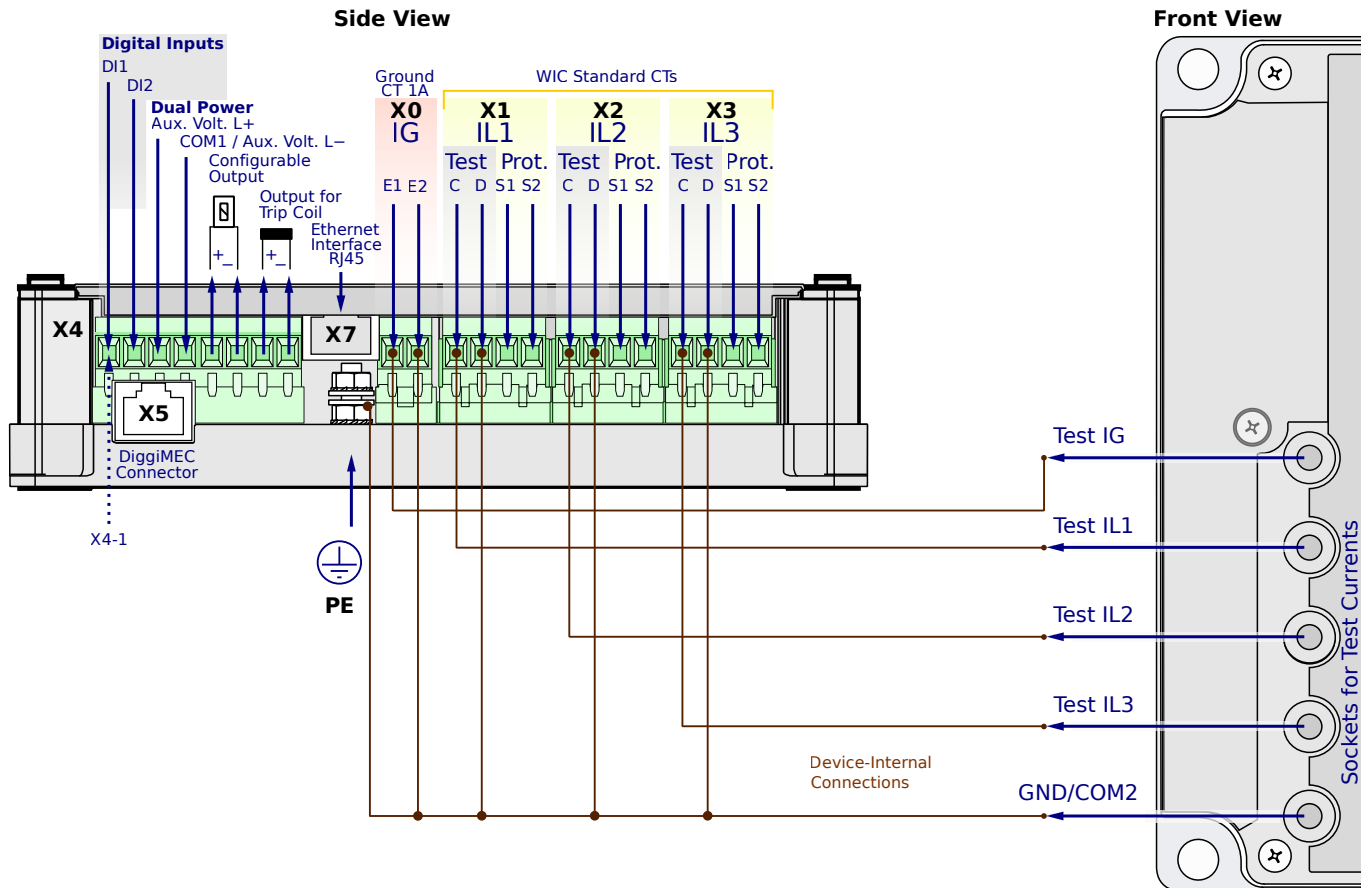 Side View
Front View
Digital Inputs
DI1
DI2
Dual Power
Aux. Volt. L+
COM1 / Aux. Volt. L−
Configurable
Output
+ −
Output for
Trip Coil
+ −
Ethernet
Interface
RJ45
Ground
CT 1A
X0
IG
E1 E2
WIC Standard CTs
X1
IL1
Test Prot.
C D S1 S2
X2
IL2
Test Prot.
C D S1 S2
X3
IL3
Test Prot.
C D S1 S2
X4
X7
X5
DiggiMEC
Connector
X4-1
PE
Test IG
Test IL1
Test IL2
Test IL3
GND/COM2
Device-Internal
Connections
Sockets for Test Currents